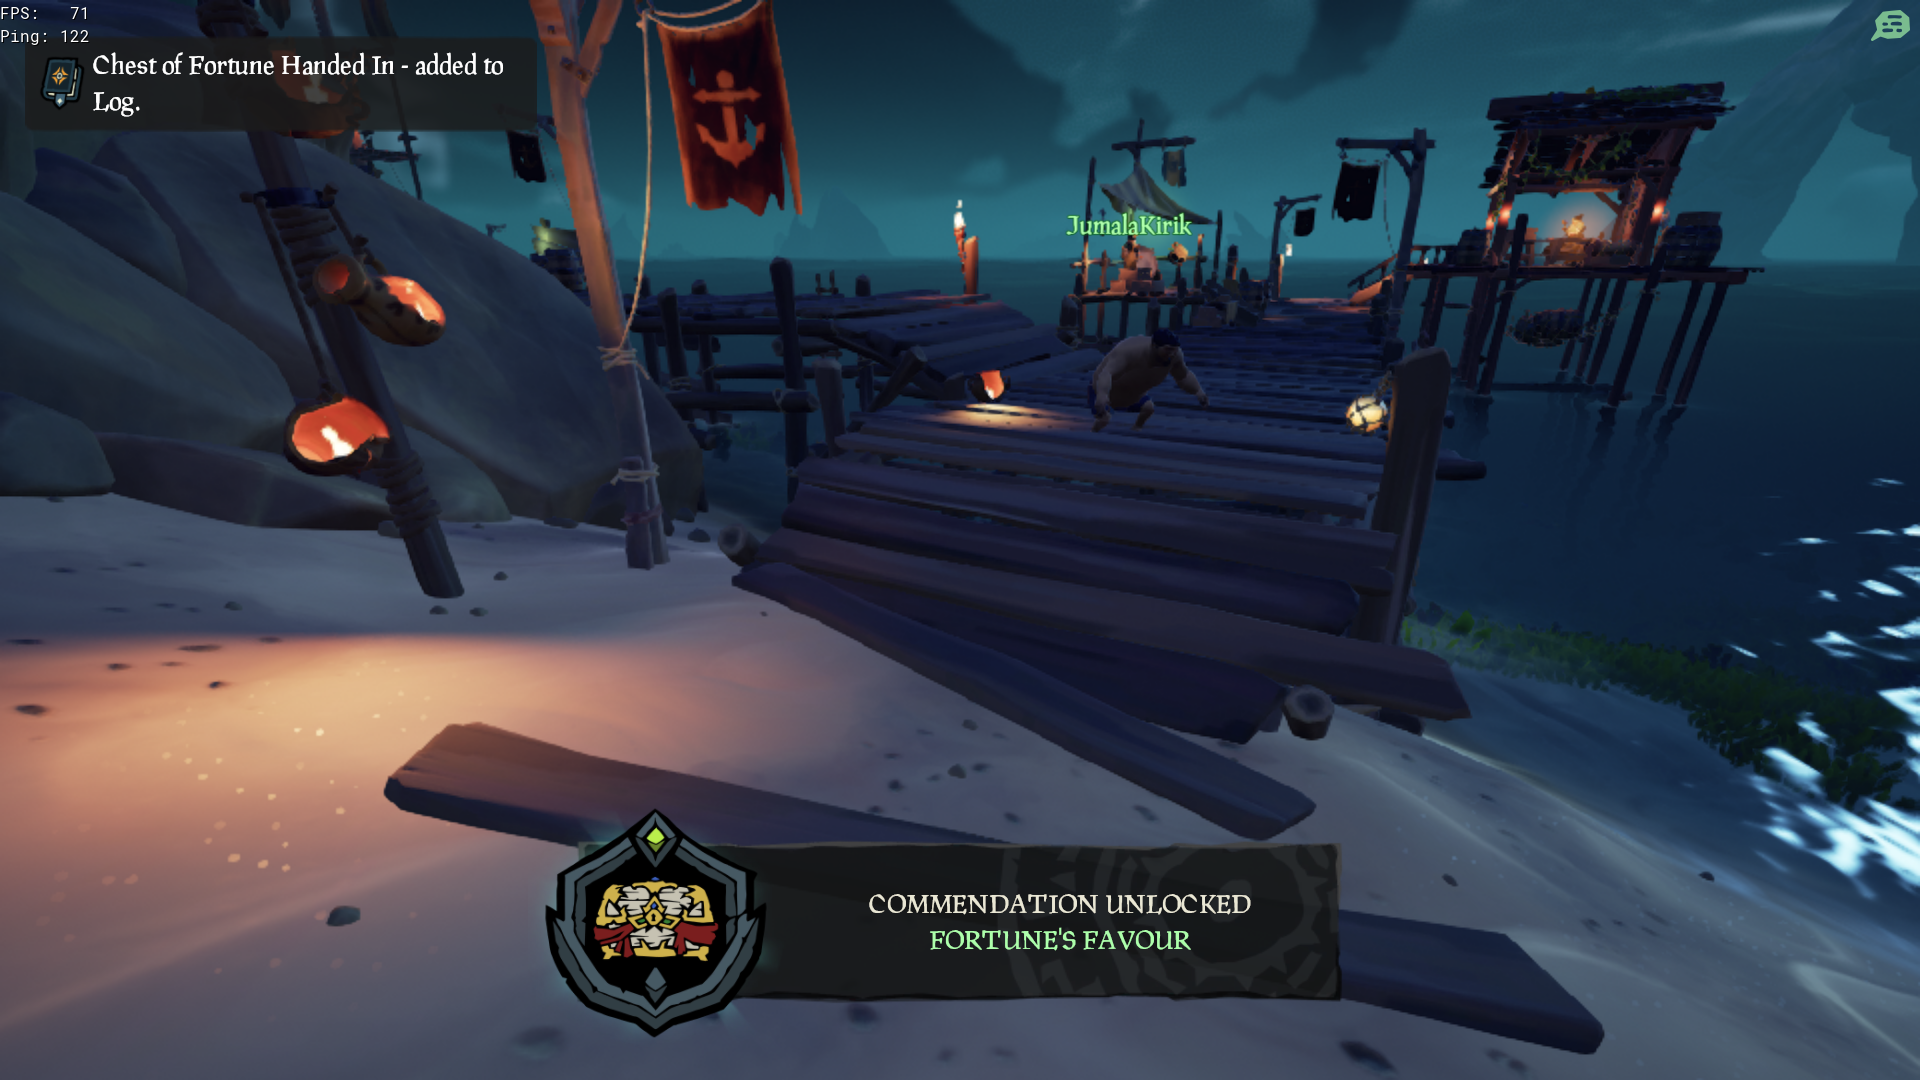 FPS: 71
Ping: 122
Chest of Fortune Handed In - added to
Log.
JumalaKirik
COMMENDATION UNLOCKED
FORTUNE'S FAVOUR